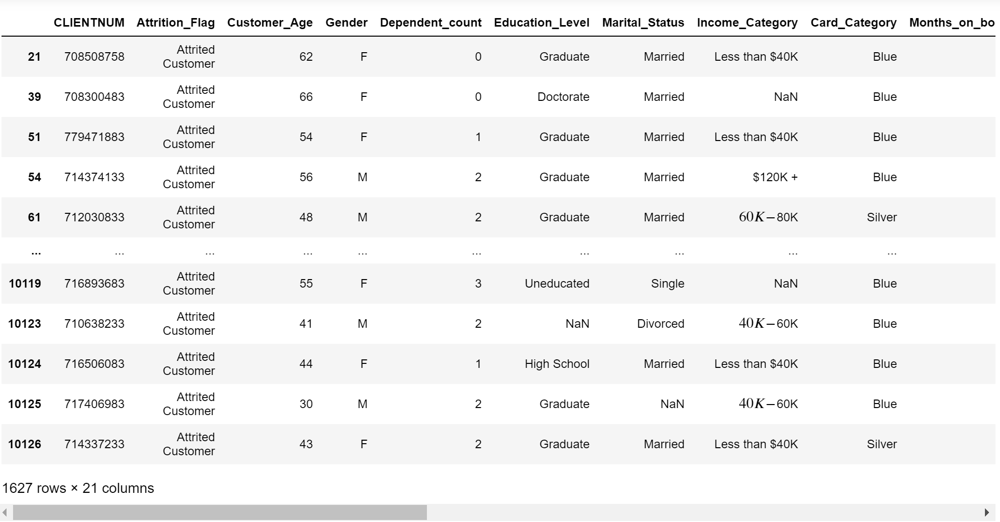 CLIENTNUM Attrition_Flag Customer_Age Gender Dependent_count Education_Level Marital_Status Income_Category Card_Category Months_on_bo
21 708508758 Attrited Customer 62 F 0 Graduate Married Less than $40K Blue
39 708300483 Attrited Customer 66 F 0 Doctorate Married NaN Blue
51 779471883 Attrited Customer 54 F 1 Graduate Married Less than $40K Blue
54 714374133 Attrited Customer 56 M 2 Graduate Married $120K + Blue
61 712030833 Attrited Customer 48 M 2 Graduate Married 60K−80K Silver
... ... ... ... ... ... ... ... ... ...
10119 716893683 Attrited Customer 55 F 3 Uneducated Single NaN Blue
10123 710638233 Attrited Customer 41 M 2 NaN Divorced 40K−60K Blue
10124 716506083 Attrited Customer 44 F 1 High School Married Less than $40K Blue
10125 717406983 Attrited Customer 30 M 2 Graduate NaN 40K−60K Blue
10126 714337233 Attrited Customer 43 F 2 Graduate Married Less than $40K Silver
1627 rows × 21 columns